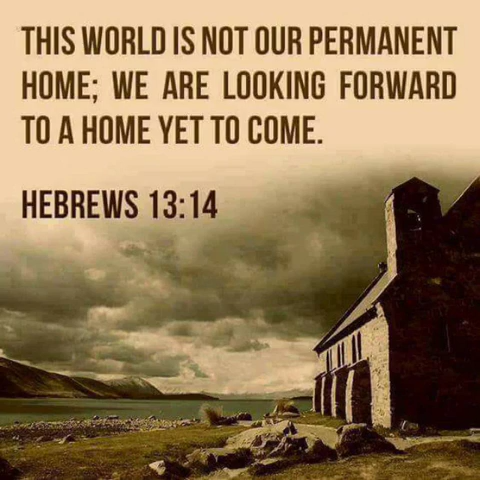 THIS WORLD IS NOT OUR PERMANENT
HOME; WE ARE LOOKING FORWARD
TO A HOME YET TO COME.
HEBREWS 13:14